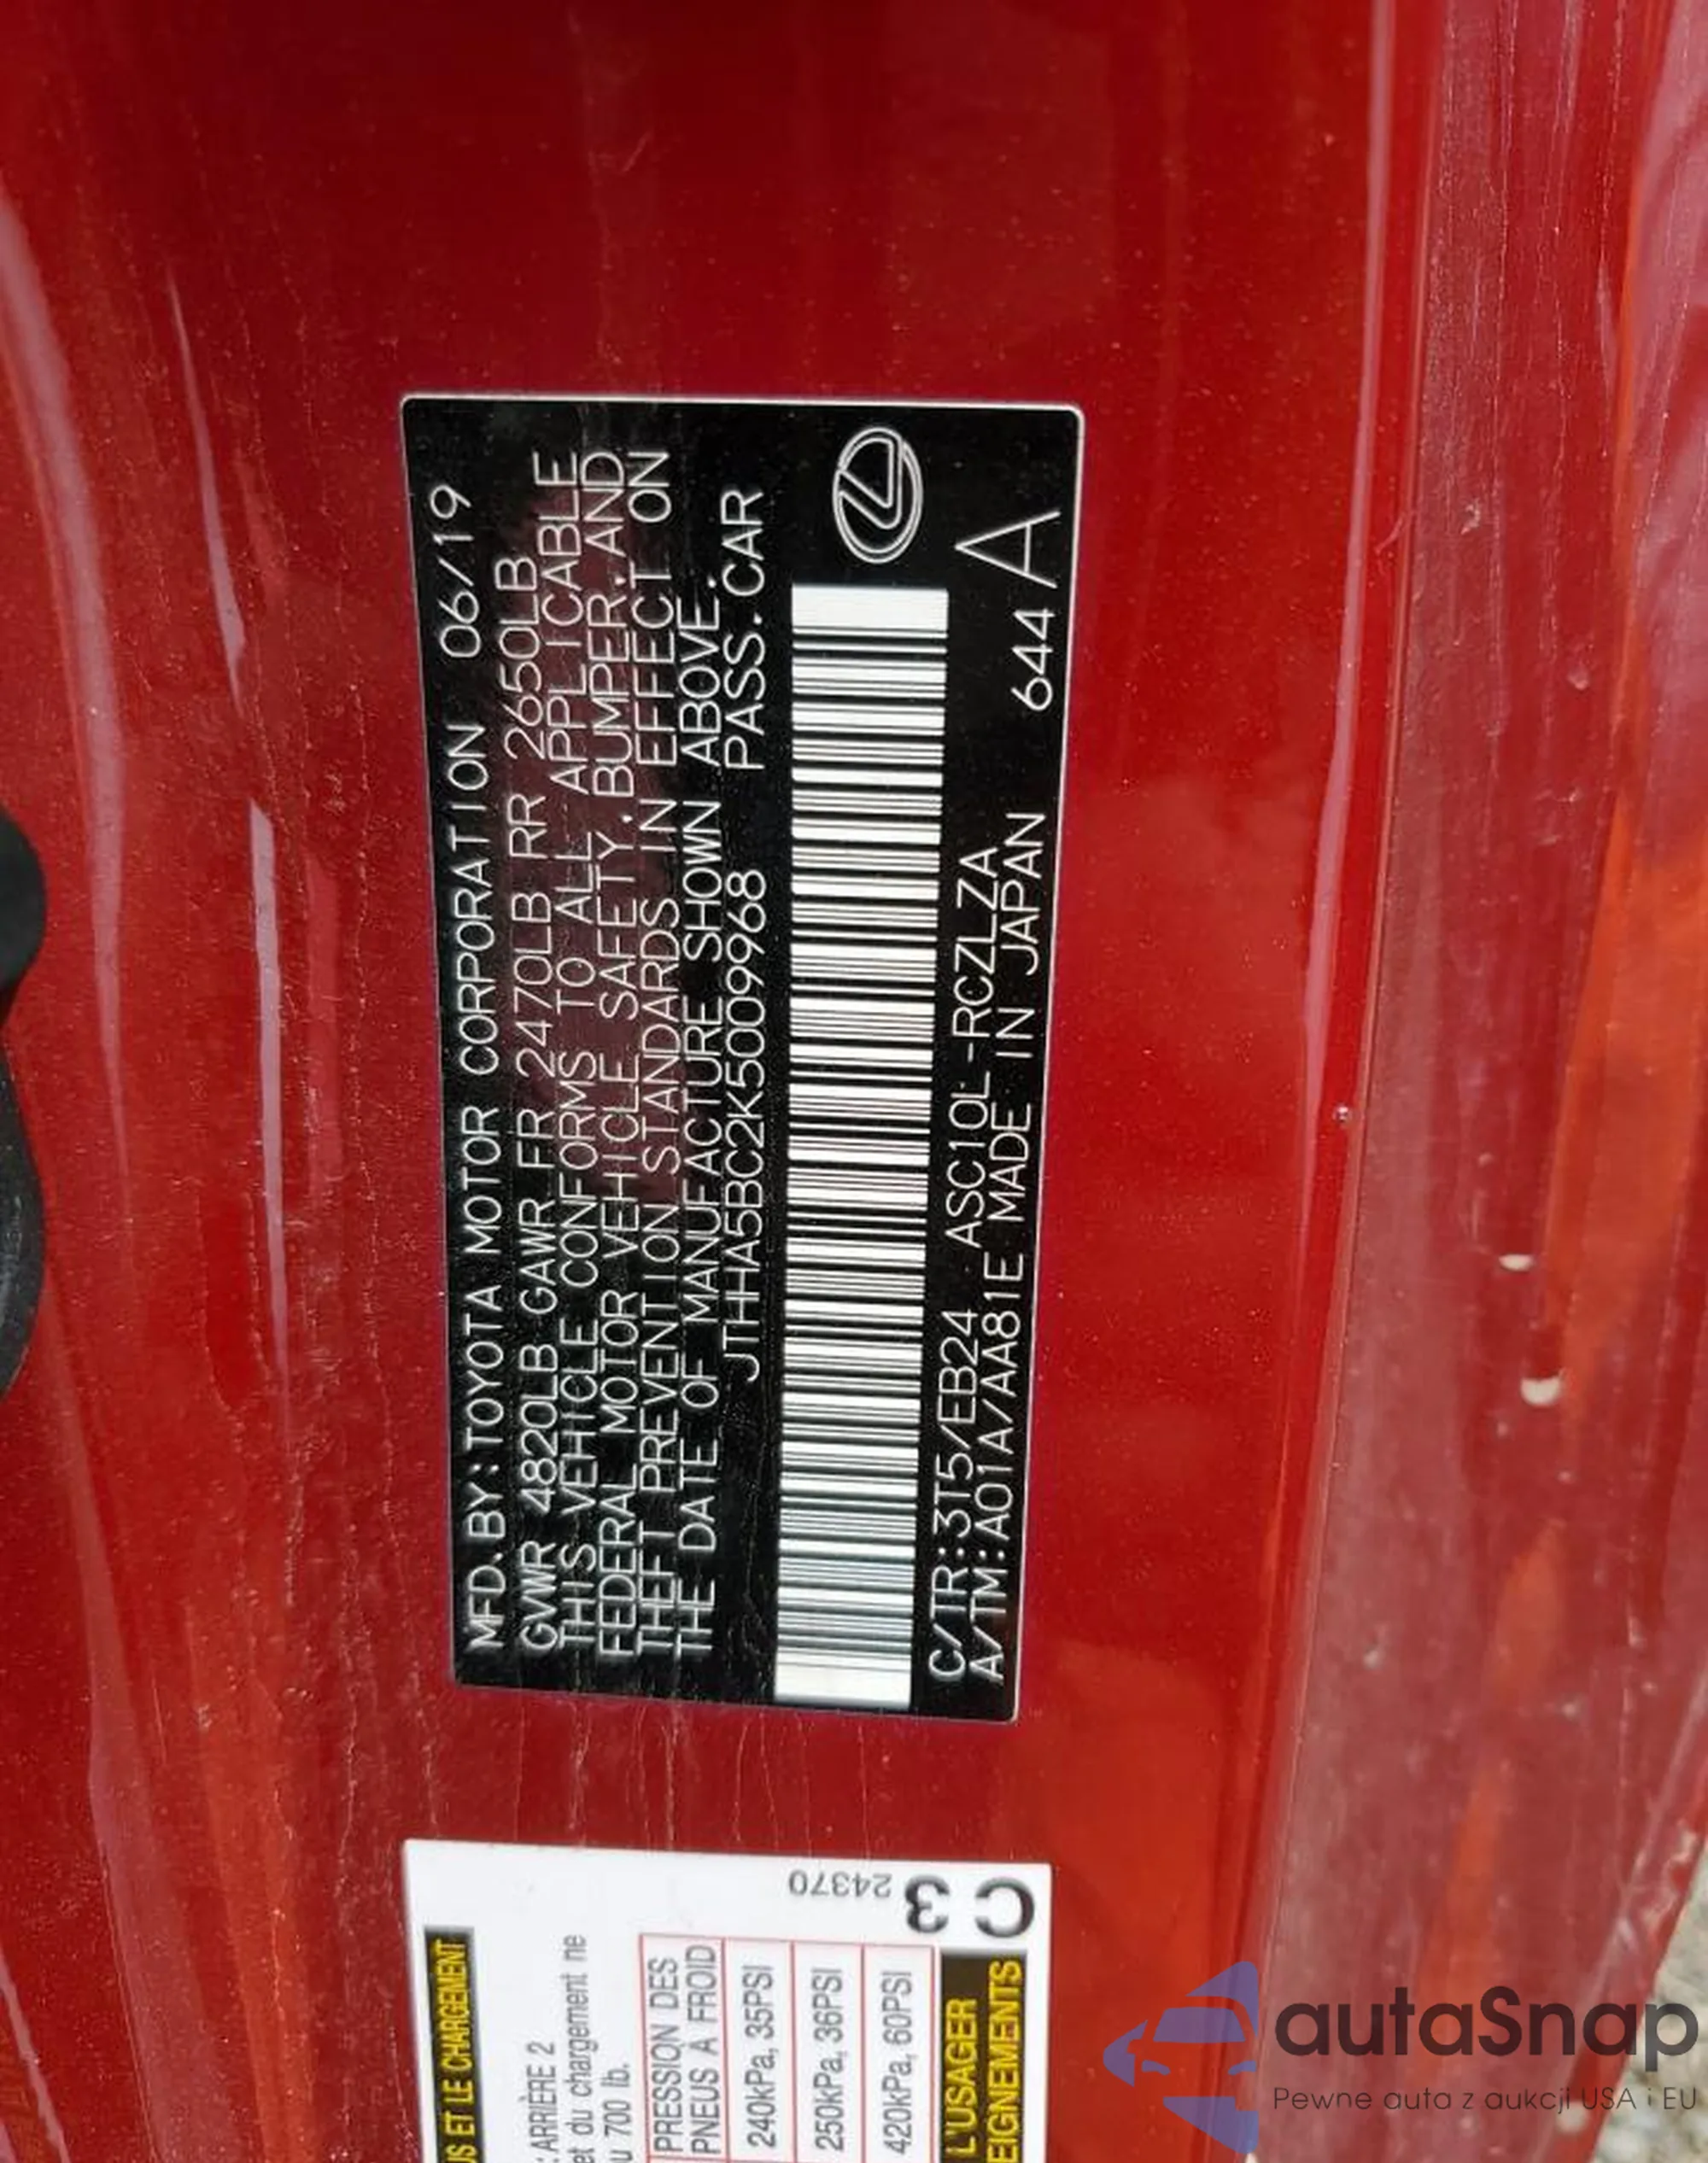 MFD.BY:TOYOTA MOTOR CORPORATION 06/19
GVWR 4820LB GAWR FR 2470LB RR 2650LB
THIS VEHICLE CONFORMS TO ALL APPLICABLE
FEDERAL MOTOR VEHICLE SAFETY,BUMPER,AND
THEFT PREVENTION STANDARDS IN EFFECT ON
THE DATE OF MANUFACTURE SHOWN ABOVE.
JTHHA5BC2K5009968 PASS.CAR
C/TR:3T5/EB24 ASC10L-RCZLZA
A/TM:A01A/AA81E MADE IN JAPAN 644 A
ET LE CHARGEMENT
ARRIÈRE 2
et du chargement ne
700 lb.
PRESSION DES
PNEUS A FROID
240kPa, 35PSI
250kPa, 36PSI
420kPa, 60PSI
L'USAGER
EIGNEMENTS
24370
C3
autaSnap
Pewne auta z aukcji USA i EU